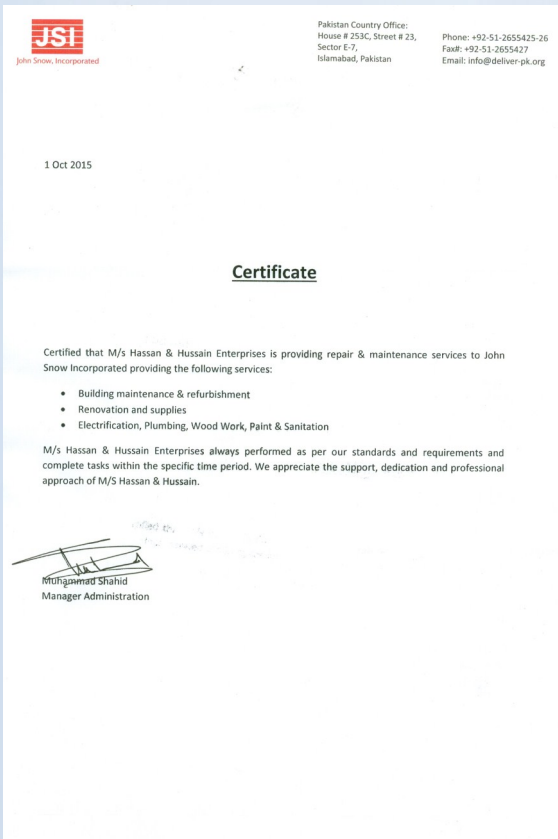 JSI
John Snow, Incorporated
Pakistan Country Office:
House # 253C, Street # 23,
Sector E-7,
Islamabad, Pakistan
Phone: +92-51-2655425-26
Fax#: +92-51-2655427
Email: info@deliver-pk.org
1 Oct 2015
Certificate
Certified that M/s Hassan & Hussain Enterprises is providing repair & maintenance services to John
Snow Incorporated providing the following services:
• Building maintenance & refurbishment
• Renovation and supplies
• Electrification, Plumbing, Wood Work, Paint & Sanitation
M/s Hassan & Hussain Enterprises always performed as per our standards and requirements and
complete tasks within the specific time period. We appreciate the support, dedication and professional
approach of M/S Hassan & Hussain.
Muhammad Shahid
Manager Administration